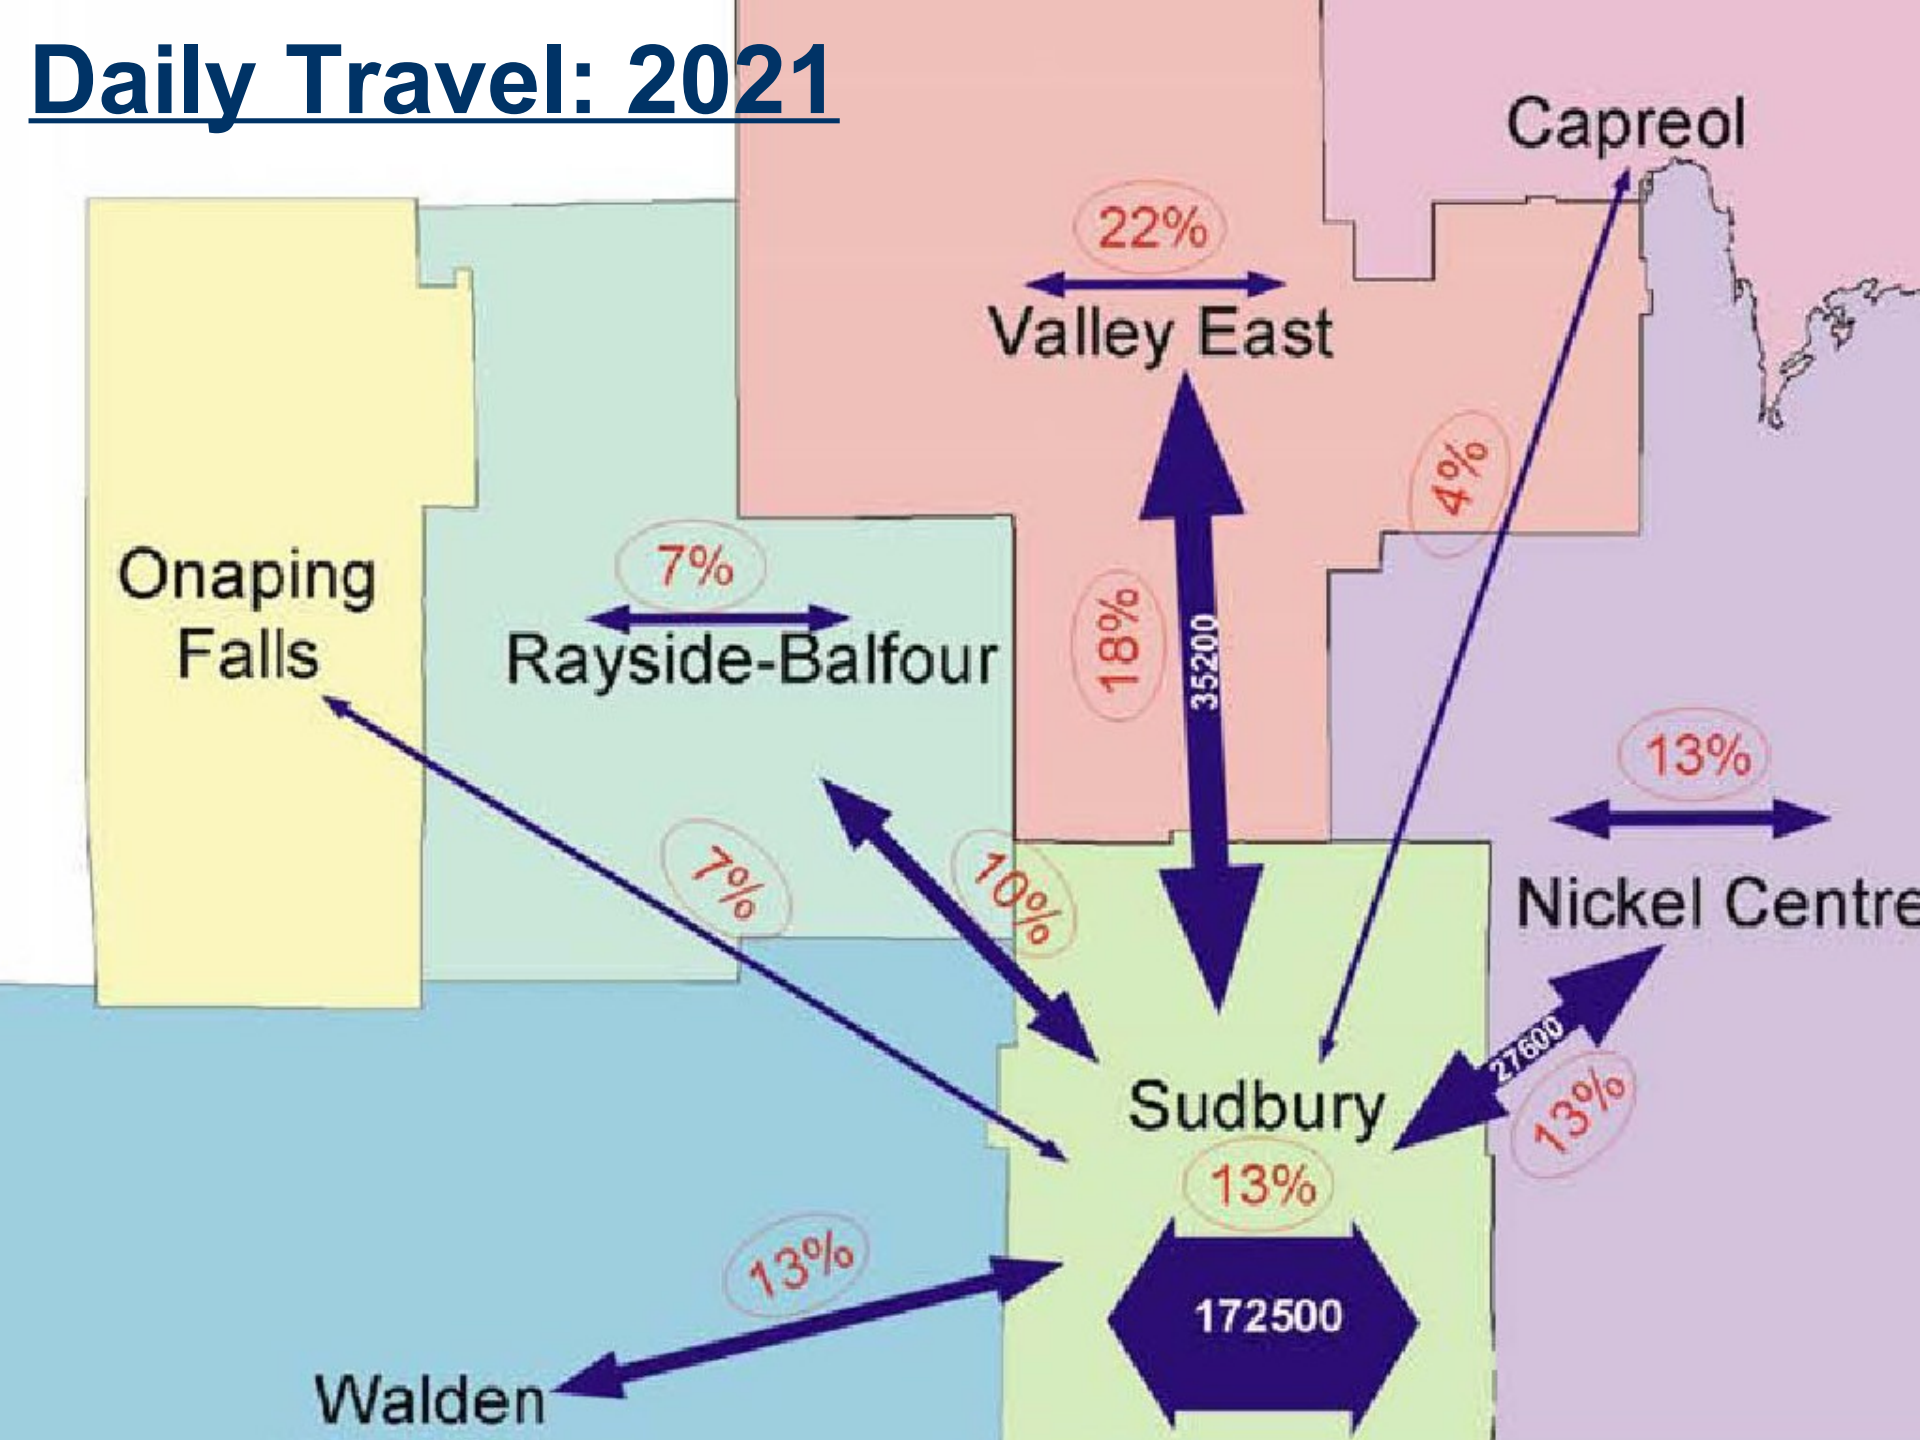 Daily Travel: 2021
Capreol
22%
Valley East
4%
Onaping
Falls
7%
Rayside-Balfour
18%
35200
13%
Nickel Centre
7%
10%
27600
13%
Sudbury
13%
13%
172500
Walden